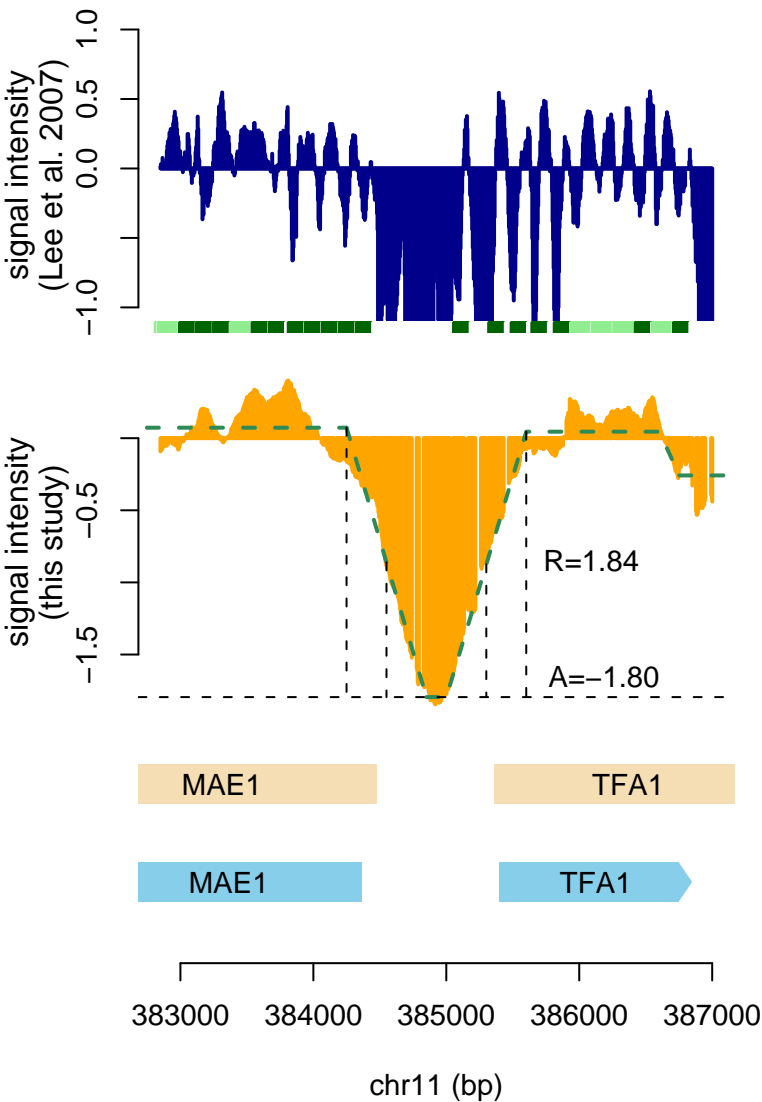 signal intensity
(Lee et al. 2007)
1.0
0.5
0.0
−1.0
signal intensity
(this study)
−0.5
−1.5
R=1.84
A=−1.80
MAE1
TFA1
MAE1
TFA1
383000
384000
385000
386000
387000
chr11 (bp)